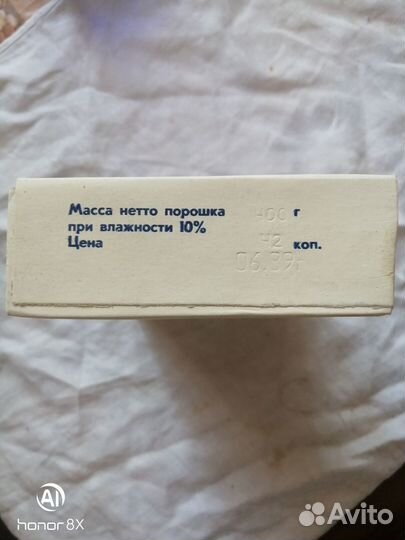 Масса нетто порошка 400 г
при влажности 10%
Цена 42 коп.
06.89
AI
honor 8X
Avito